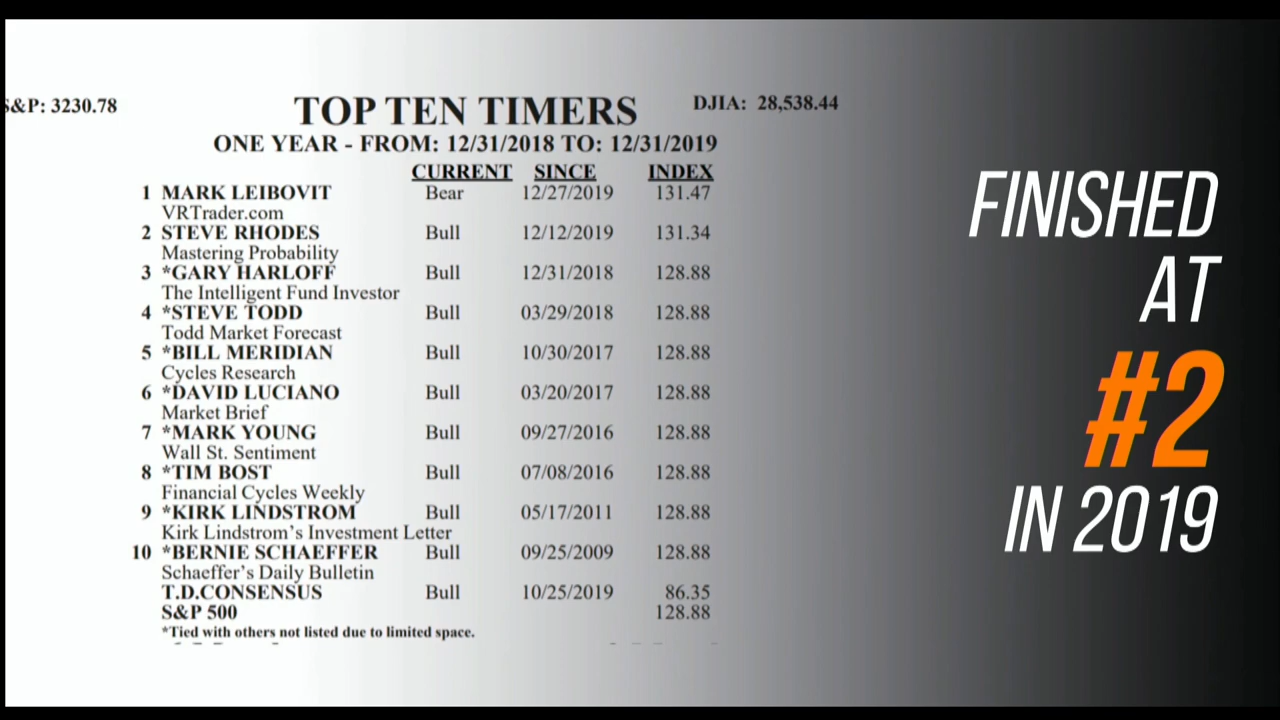 S&P: 3230.78
TOP TEN TIMERS
DJIA: 28,538.44
ONE YEAR - FROM: 12/31/2018 TO: 12/31/2019
CURRENT SINCE INDEX
1 MARK LEIBOVIT Bear 12/27/2019 131.47
VRTrader.com
2 STEVE RHODES Bull 12/12/2019 131.34
Mastering Probability
3 *GARY HARLOFF Bull 12/31/2018 128.88
The Intelligent Fund Investor
4 *STEVE TODD Bull 03/29/2018 128.88
Todd Market Forecast
5 *BILL MERIDIAN Bull 10/30/2017 128.88
Cycles Research
6 *DAVID LUCIANO Bull 03/20/2017 128.88
Market Brief
7 *MARK YOUNG Bull 09/27/2016 128.88
Wall St. Sentiment
8 *TIM BOST Bull 07/08/2016 128.88
Financial Cycles Weekly
9 *KIRK LINDSTROM Bull 05/17/2011 128.88
Kirk Lindstrom's Investment Letter
10 *BERNIE SCHAEFFER Bull 09/25/2009 128.88
Schaeffer's Daily Bulletin
T.D.CONSENSUS Bull 10/25/2019 86.35
S&P 500 128.88
*Tied with others not listed due to limited space.
FINISHED
AT
#2
IN 2019